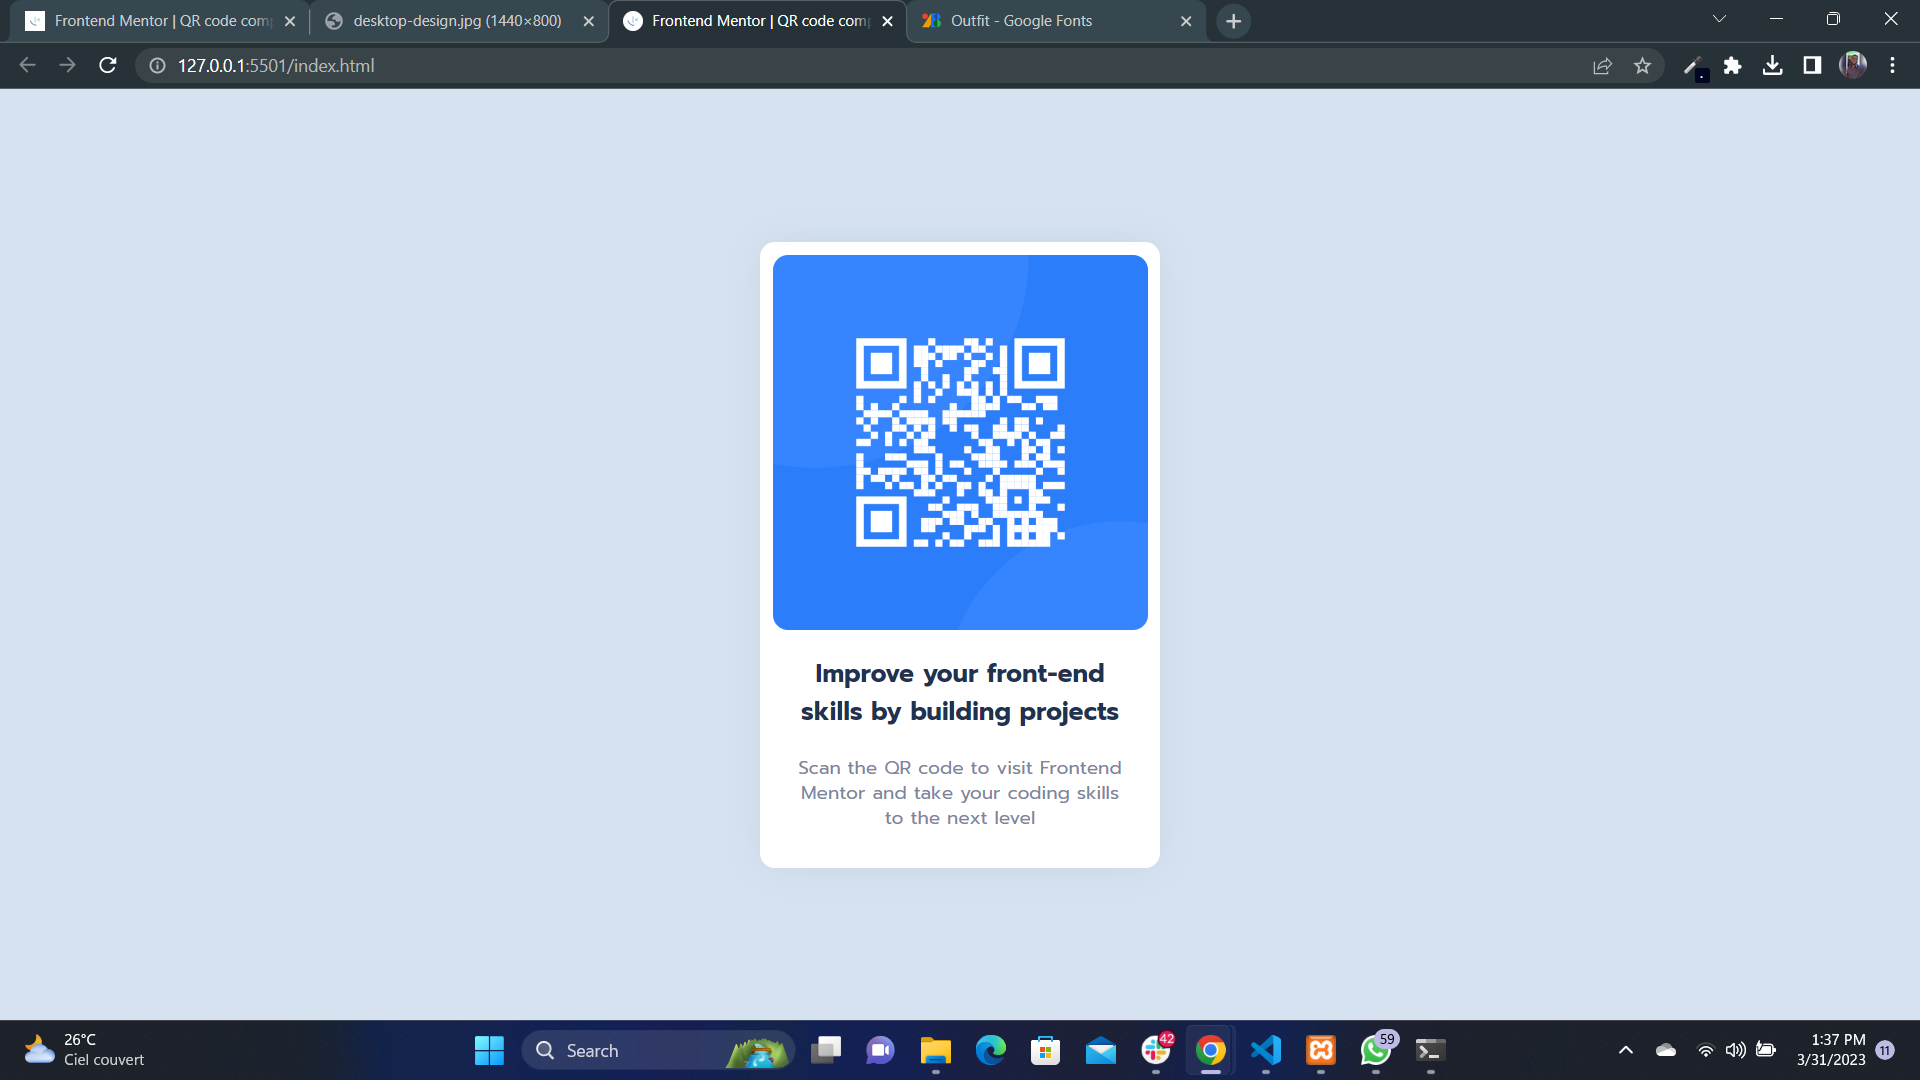 Frontend Mentor | QR code comp
desktop-design.jpg (1440×800)
Frontend Mentor | QR code comp
Outfit - Google Fonts
127.0.0.1:5501/index.html
Improve your front-end
skills by building projects
Scan the QR code to visit Frontend
Mentor and take your coding skills
to the next level
26°C
Ciel couvert
Search
42
59
1:37 PM
3/31/2023
11